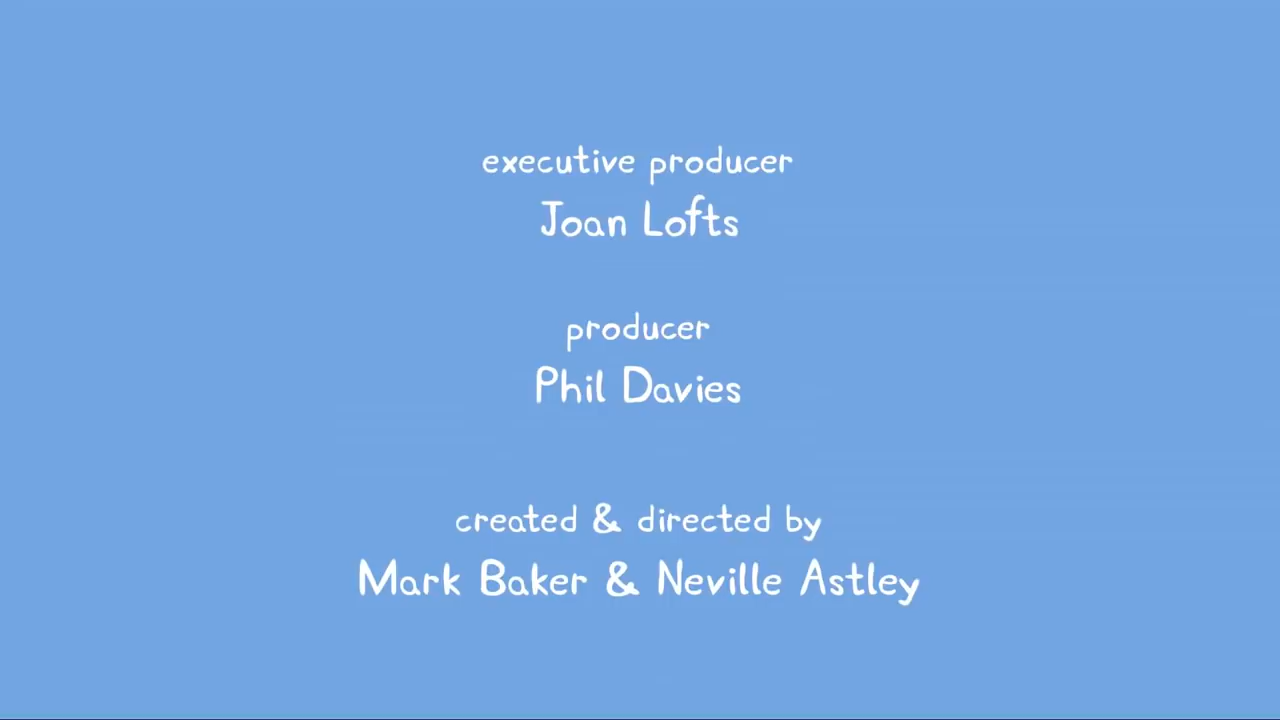 executive producer
Joan Lofts
producer
Phil Davies
created & directed by
Mark Baker & Neville Astley